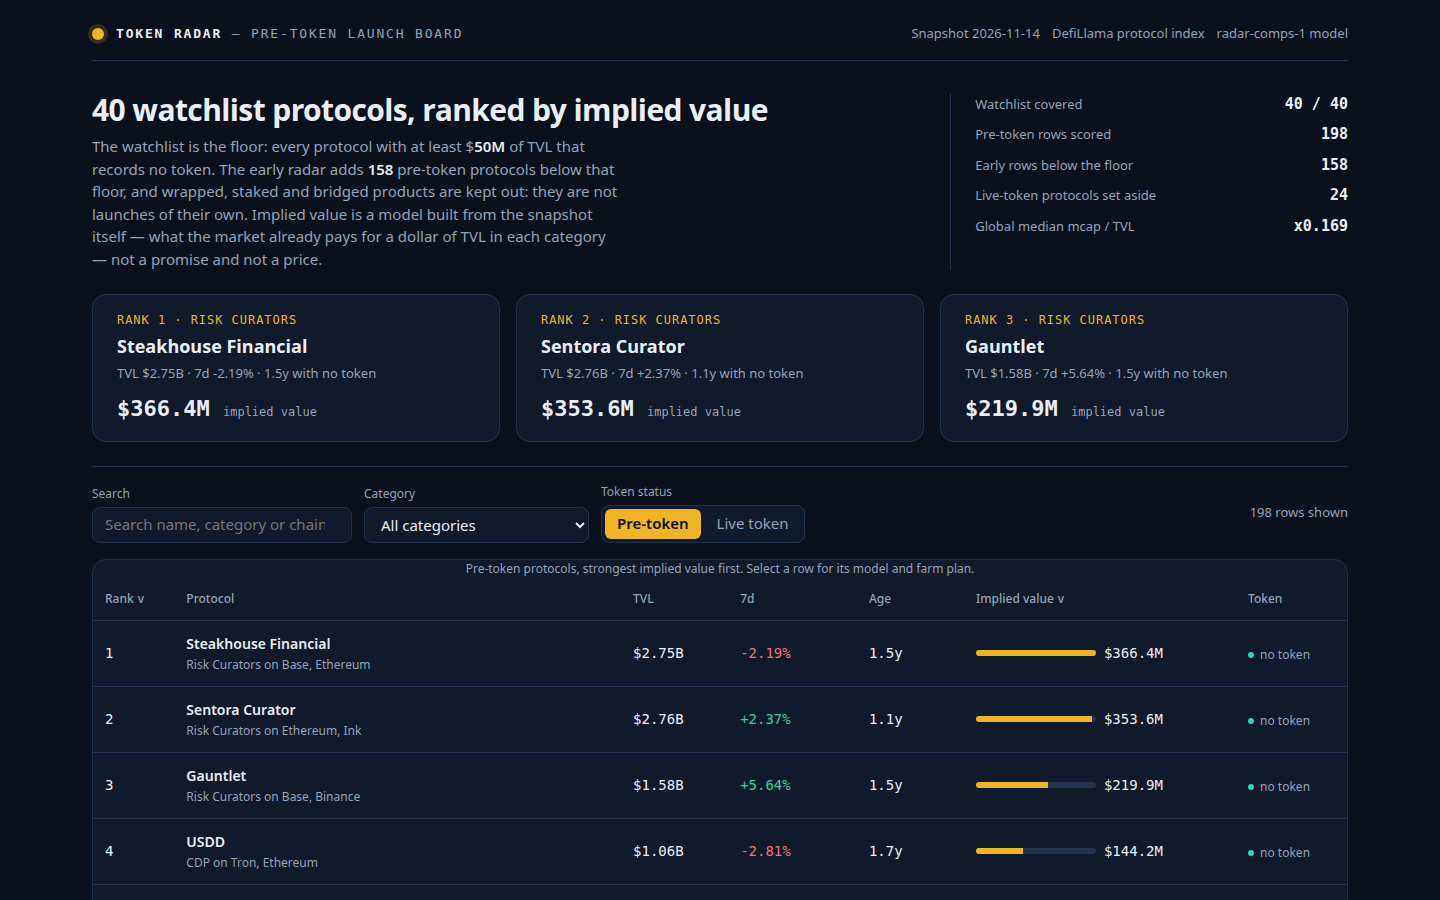 TOKEN RADAR — PRE-TOKEN LAUNCH BOARD
Snapshot 2026-11-14 DefiLlama protocol index radar-comps-1 model
40 watchlist protocols, ranked by implied value
The watchlist is the floor: every protocol with at least $50M of TVL that
records no token. The early radar adds 158 pre-token protocols below that
floor, and wrapped, staked and bridged products are kept out: they are not
launches of their own. Implied value is a model built from the snapshot
itself — what the market already pays for a dollar of TVL in each category
— not a promise and not a price.
Watchlist covered 40 / 40
Pre-token rows scored 198
Early rows below the floor 158
Live-token protocols set aside 24
Global median mcap / TVL x0.169
RANK 1 · RISK CURATORS
Steakhouse Financial
TVL $2.75B · 7d -2.19% · 1.5y with no token
$366.4M implied value
RANK 2 · RISK CURATORS
Sentora Curator
TVL $2.76B · 7d +2.37% · 1.1y with no token
$353.6M implied value
RANK 3 · RISK CURATORS
Gauntlet
TVL $1.58B · 7d +5.64% · 1.5y with no token
$219.9M implied value
Search
Search name, category or chain
Category
All categories
Token status
Pre-token Live token
198 rows shown
Pre-token protocols, strongest implied value first. Select a row for its model and farm plan.
Rank v Protocol TVL 7d Age Implied value v Token
1 Steakhouse Financial $2.75B -2.19% 1.5y $366.4M no token
Risk Curators on Base, Ethereum
2 Sentora Curator $2.76B +2.37% 1.1y $353.6M no token
Risk Curators on Ethereum, Ink
3 Gauntlet $1.58B +5.64% 1.5y $219.9M no token
Risk Curators on Base, Binance
4 USDD $1.06B -2.81% 1.7y $144.2M no token
CDP on Tron, Ethereum